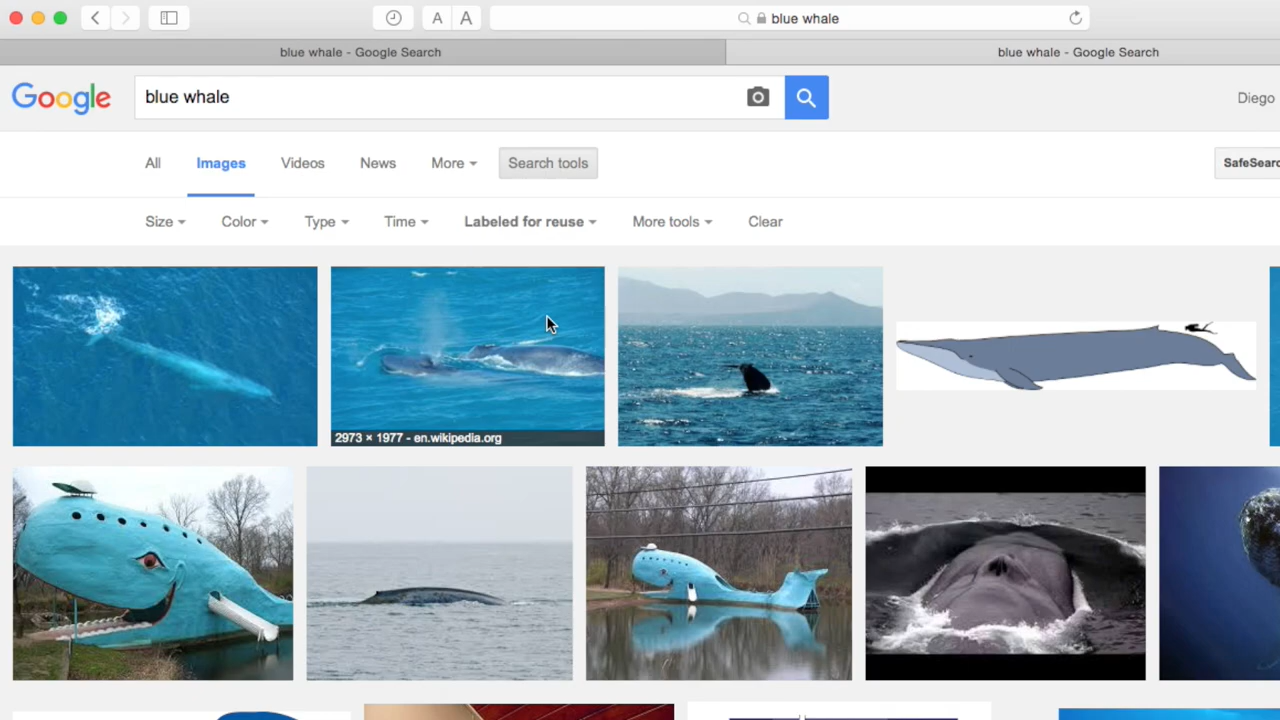 A A
blue whale
blue whale - Google Search
blue whale - Google Search
Google
blue whale
Diego
All Images Videos News More Search tools
SafeSearc
Size Color Type Time Labeled for reuse More tools Clear
2973 × 1977 - en.wikipedia.org